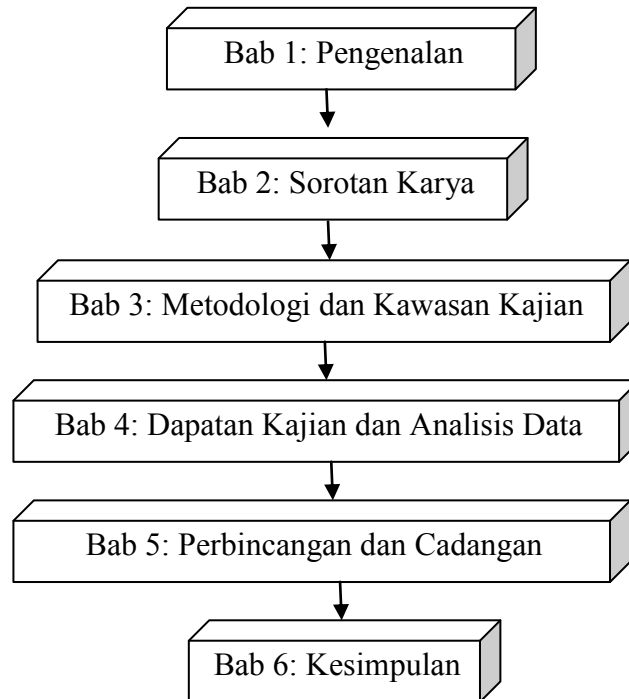 Bab 1: Pengenalan
Bab 2: Sorotan Karya
Bab 3: Metodologi dan Kawasan Kajian
Bab 4: Dapatan Kajian dan Analisis Data
Bab 5: Perbincangan dan Cadangan
Bab 6: Kesimpulan